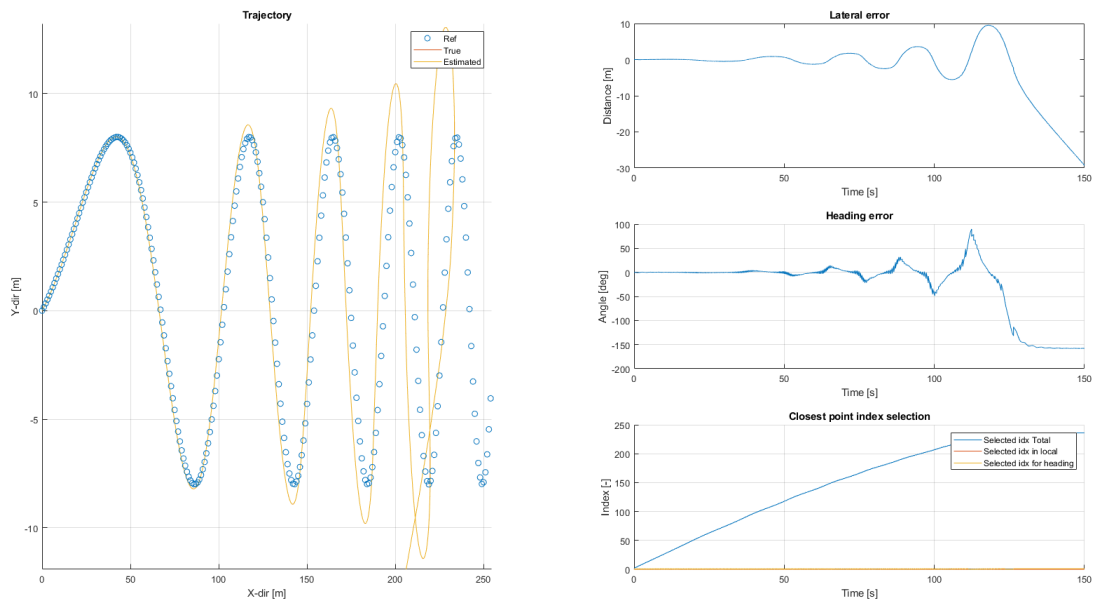 Trajectory
Y-dir [m]
10
5
0
-5
-10
Ref
True
Estimated
0
50
100
150
200
250
X-dir [m]
Lateral error
Distance [m]
10
0
-10
-20
-30
0
50
100
150
Time [s]
Heading error
Angle [deg]
100
50
0
-50
-100
-150
-200
0
50
100
150
Time [s]
Closest point index selection
Index [-]
250
200
150
100
50
0
Selected idx Total
Selected idx in local
Selected idx for heading
0
50
100
150
Time [s]